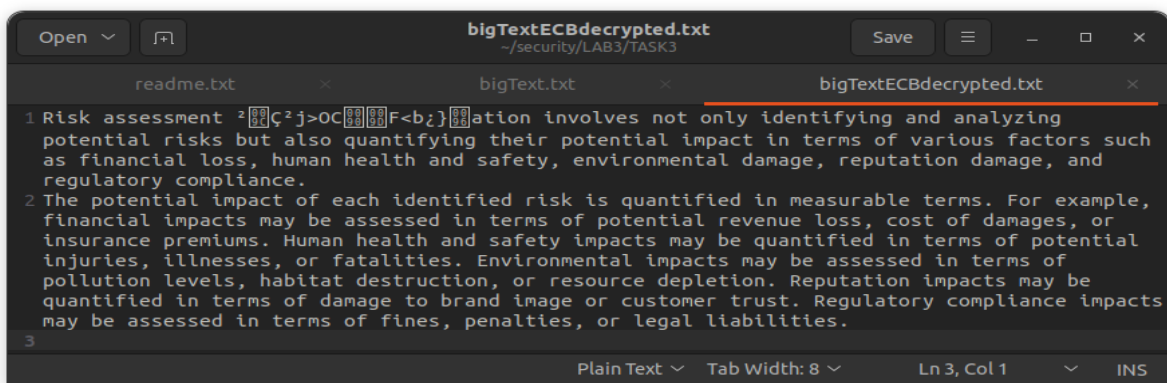 Open
bigTextECBdecrypted.txt
~/security/LAB3/TASK3
Save
readme.txt
bigText.txt
bigTextECBdecrypted.txt
1 Risk assessment ²Ç²j>OCF<b¿}ation involves not only identifying and analyzing
potential risks but also quantifying their potential impact in terms of various factors such
as financial loss, human health and safety, environmental damage, reputation damage, and
regulatory compliance.
2 The potential impact of each identified risk is quantified in measurable terms. For example,
financial impacts may be assessed in terms of potential revenue loss, cost of damages, or
insurance premiums. Human health and safety impacts may be quantified in terms of potential
injuries, illnesses, or fatalities. Environmental impacts may be assessed in terms of
pollution levels, habitat destruction, or resource depletion. Reputation impacts may be
quantified in terms of damage to brand image or customer trust. Regulatory compliance impacts
may be assessed in terms of fines, penalties, or legal liabilities.
3
Plain Text Tab Width: 8 Ln 3, Col 1 INS